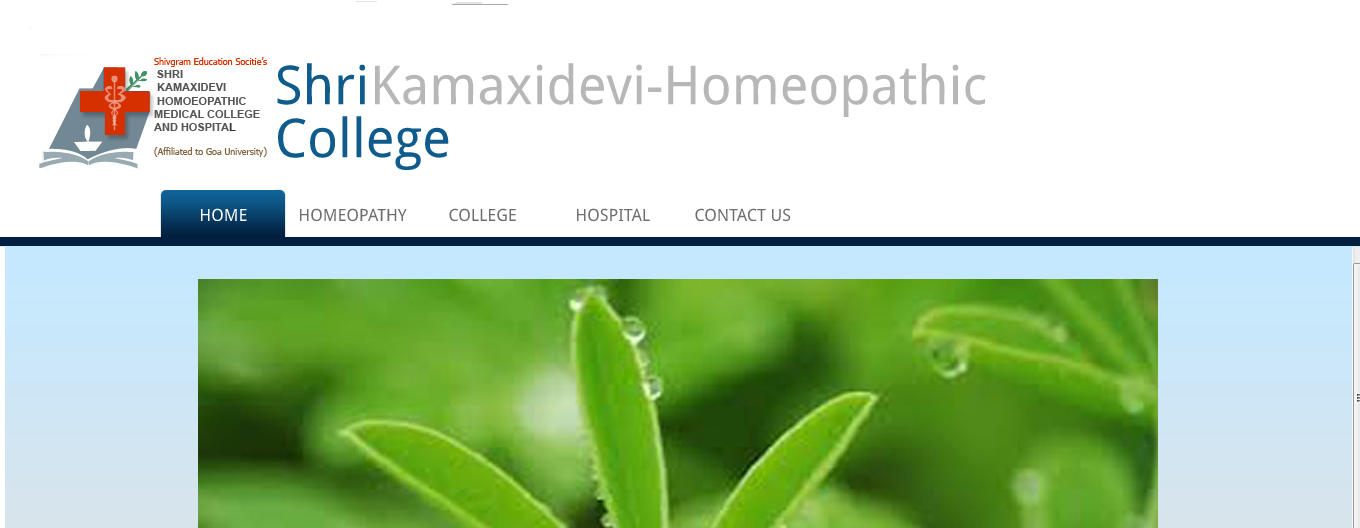 Shivgram Education Socitie's
SHRI
KAMAXIDEVI
HOMOEOPATHIC
MEDICAL COLLEGE
AND HOSPITAL
(Affiliated to Goa University)
ShriKamaxidevi-Homeopathic
College
HOME HOMEOPATHY COLLEGE HOSPITAL CONTACT US